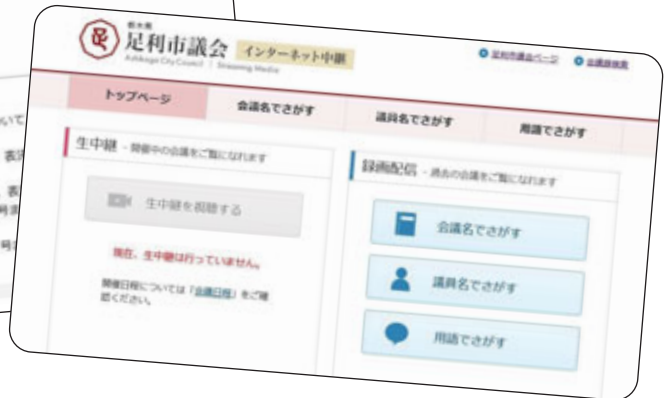 栃木県
足利市議会
インターネット中継
Ashikaga City Council | Streaming Media
足利市議会ページ
会議録検索
トップページ
会議名でさがす
議員名でさがす
用語でさがす
生中継 - 開催中の会議をご覧になれます
生中継を視聴する
現在、生中継は行っていません。
開催日程については「会議日程」をご確
認ください。
録画配信 - 過去の会議をご覧になれます
会議名でさがす
議員名でさがす
用語でさがす